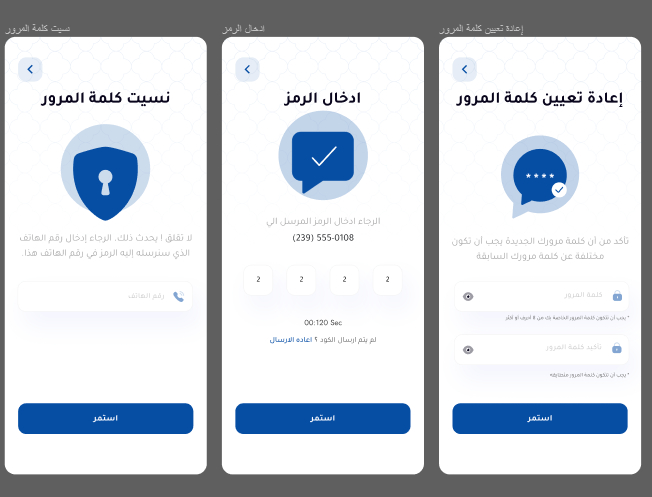 إعادة تعيين كلمة المرور
إعادة تعيين كلمة المرور
تأكد من أن كلمة مرورك الجديدة يجب أن تكون
مختلفة عن كلمة مرورك السابقة
كلمة المرور
* يجب أن تتكون كلمة المرور الخاصة بك من 8 أحرف او أكثر
تأكيد كلمة المرور
* يجب أن تكون كلمة المرور متطابقه
استمر
ادخال الرمز
ادخال الرمز
الرجاء ادخال الرمز المرسل الي
(239) 555-0108
2 2 2 2
00:120 Sec
لم يتم ارسال الكود ؟ اعاده الارسال
استمر
نسيت كلمة المرور
نسيت كلمة المرور
لا تقلق ! يحدث ذلك. الرجاء إدخال رقم الهاتف
الذي سنرسله إليه الرمز في رقم الهاتف هذا.
رقم الهاتف
استمر